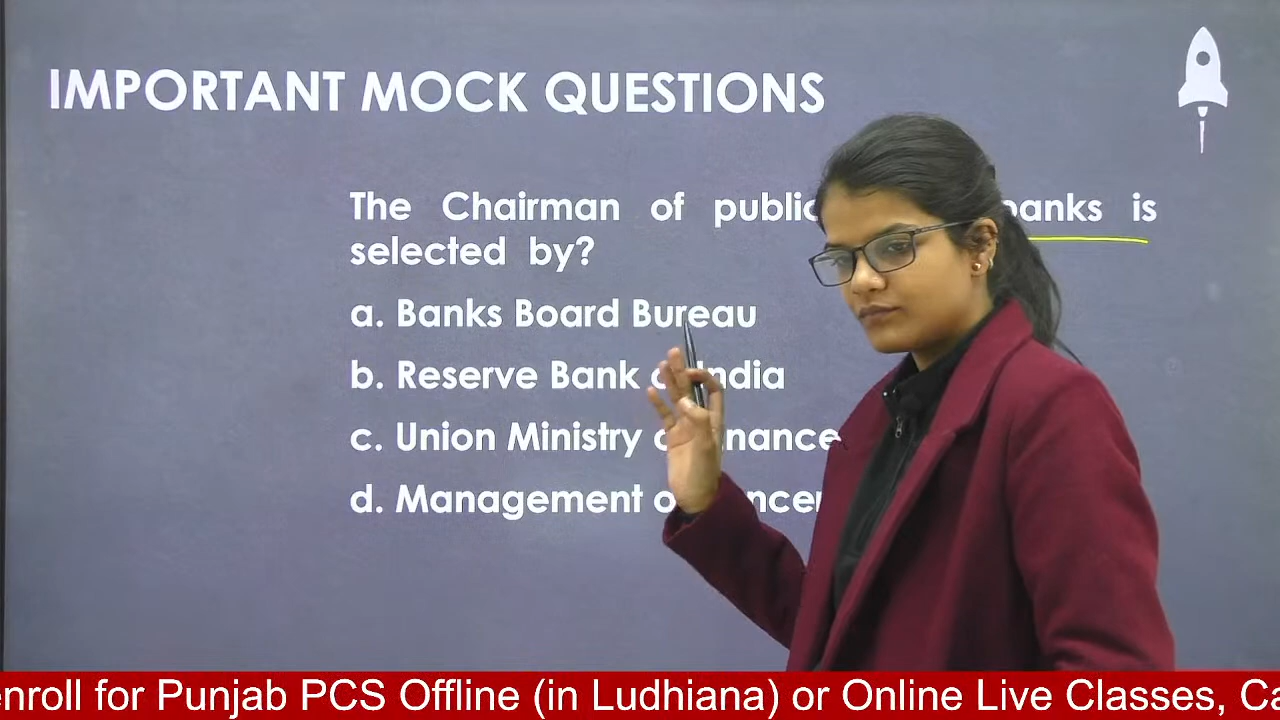 IMPORTANT MOCK QUESTIONS
The Chairman of public banks is
selected by?
a. Banks Board Bureau
b. Reserve Bank India
c. Union Ministry
d. Management
enroll for Punjab PCS Offline (in Ludhiana) or Online Live Classes,